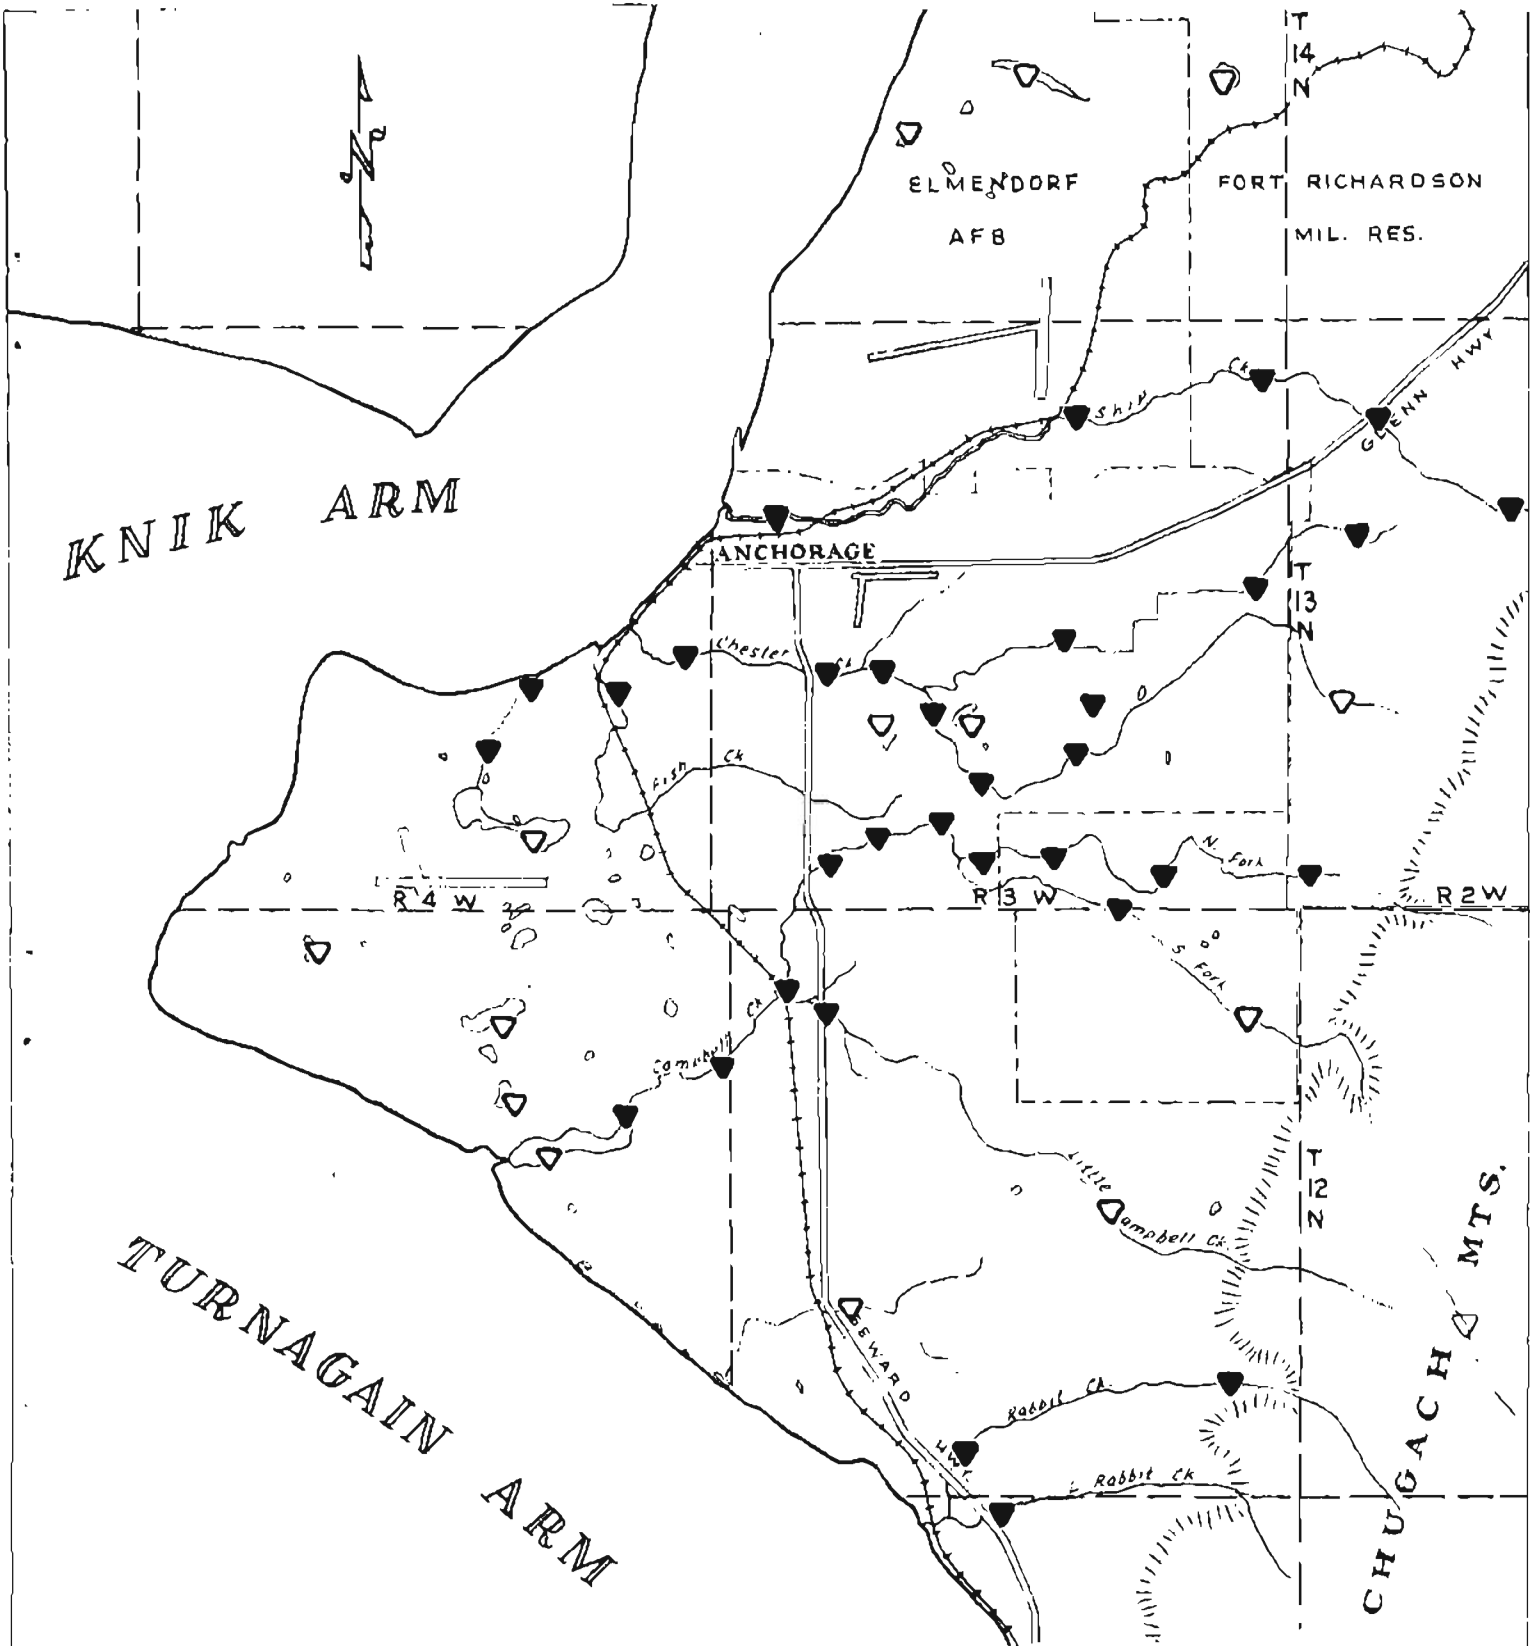 T
14
N
N
ELMENDORF
AFB
FORT RICHARDSON
MIL. RES.
Ship Ck
GLENN HWY
KNIK ARM
ANCHORAGE
T
13
N
Chester Ck
Fish Ck
N. Fork
R 4 W
R 3 W
R 2 W
S Fork
Campbell Ck
Little Campbell Ck.
T
12
N
TURNAGAIN ARM
SEWARD HWY
Rabbit Ck
L Rabbit Ck
CHUGACH MTS.